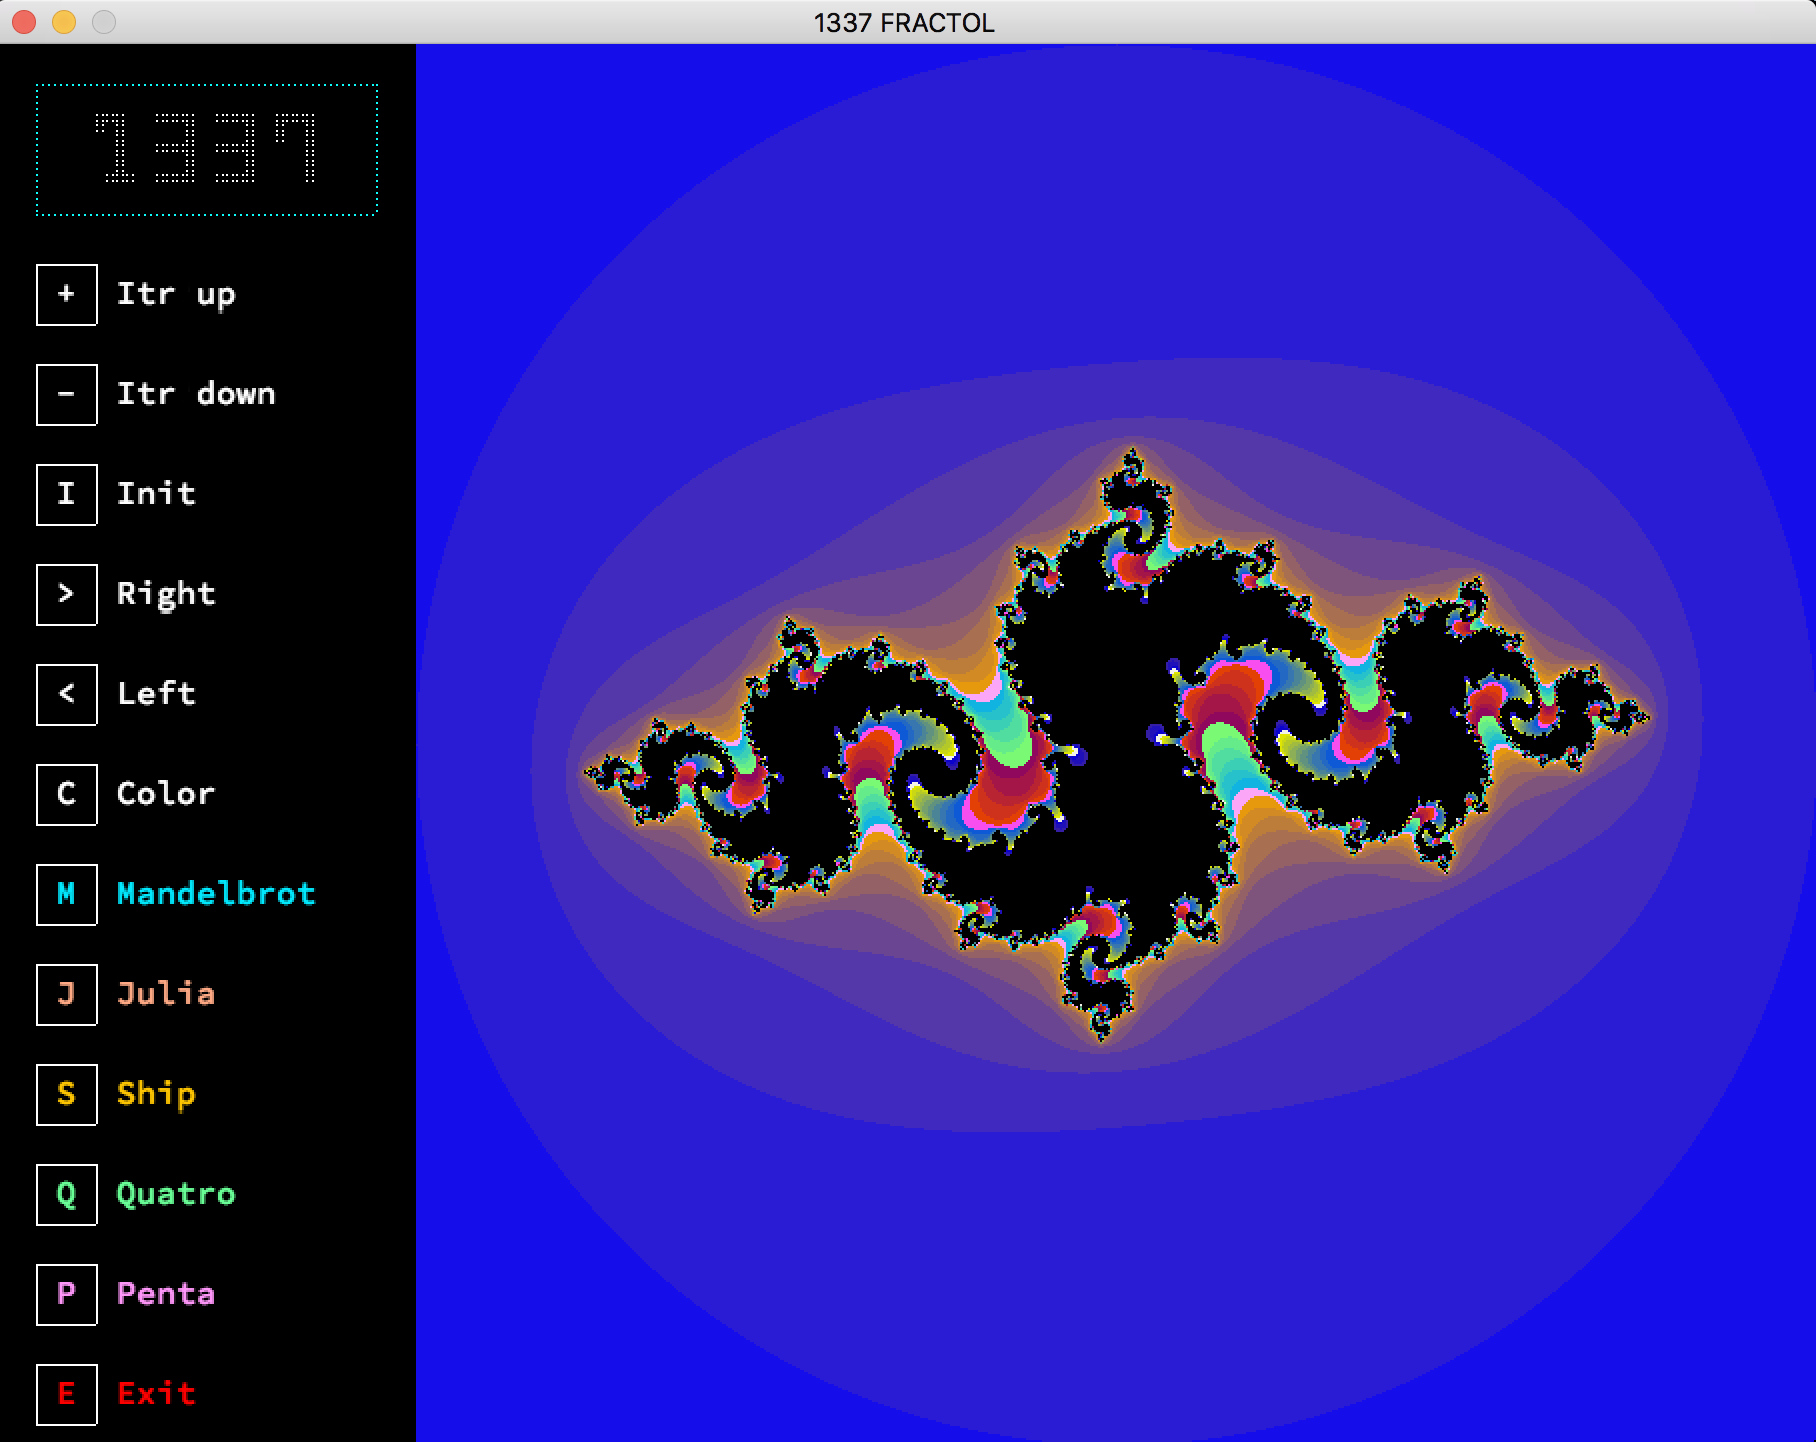 1337 FRACTOL
1337
+ Itr up
- Itr down
I Init
> Right
< Left
C Color
M Mandelbrot
J Julia
S Ship
Q Quatro
P Penta
E Exit